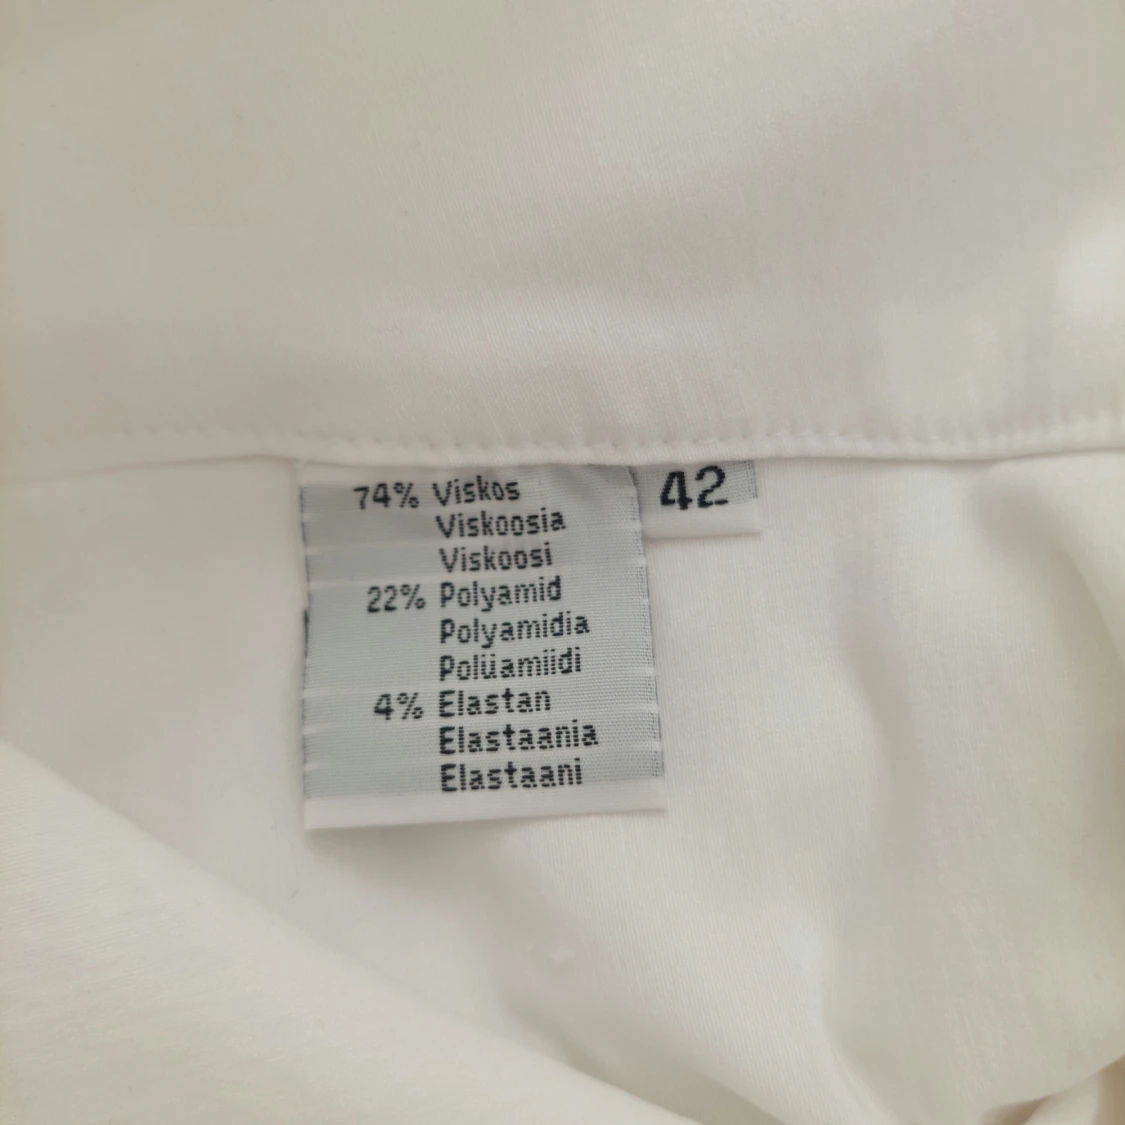 74% Viskos
Viskoosia
Viskoosi
22% Polyamid
Polyamidia
Polüamiidi
4% Elastan
Elastaania
Elastaani
42